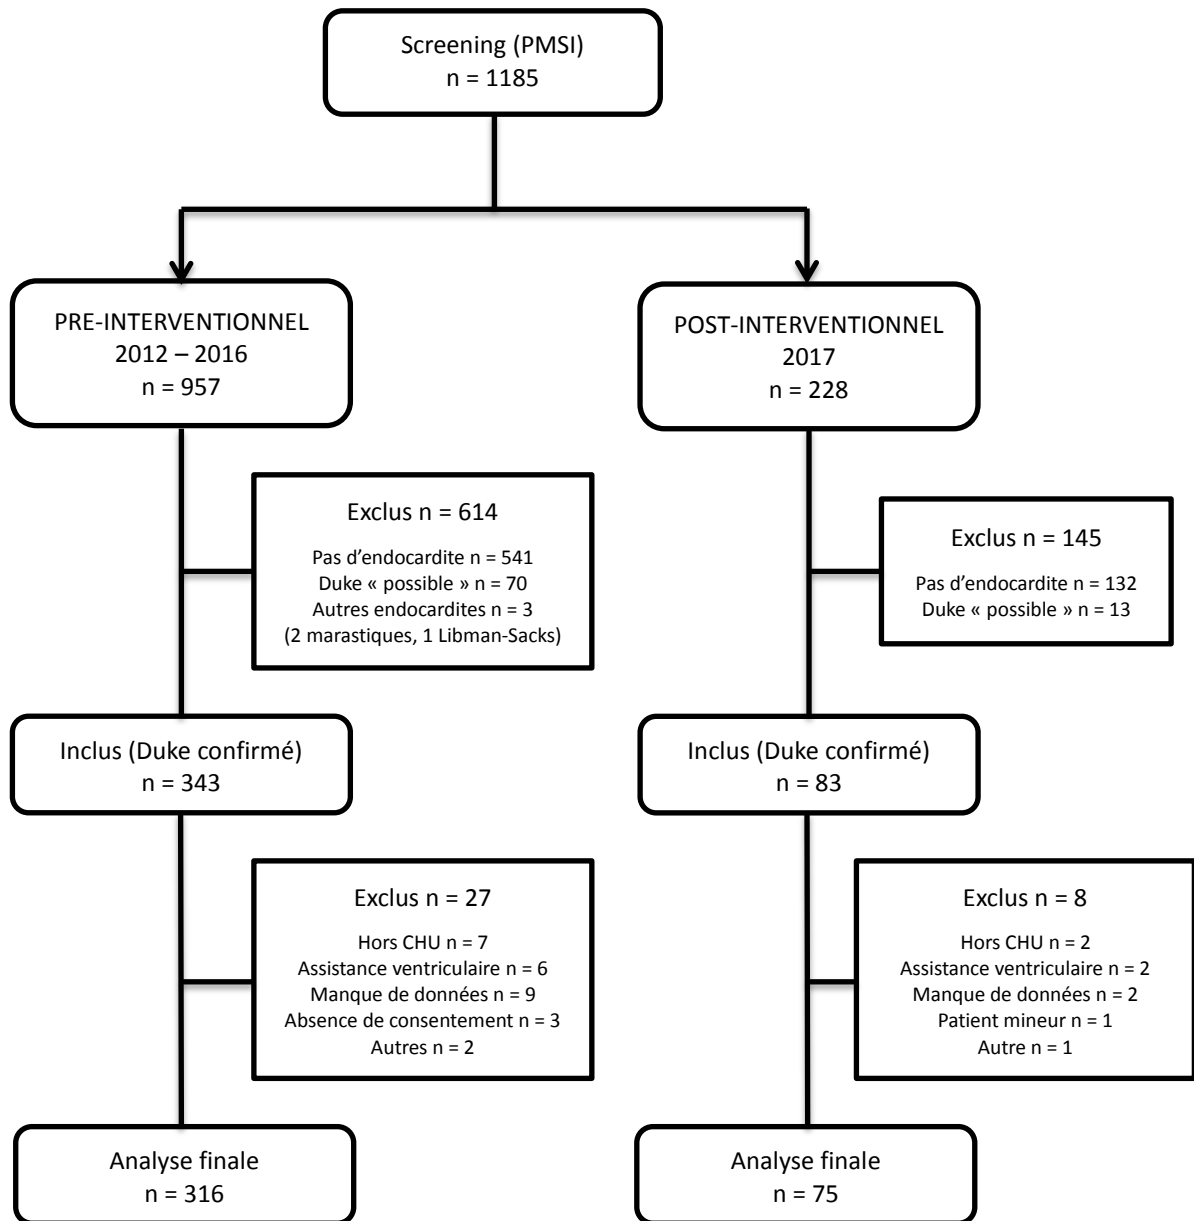 Screening (PMSI)
n = 1185
PRE-INTERVENTIONNEL
2012 – 2016
n = 957
POST-INTERVENTIONNEL
2017
n = 228
Exclus n = 614
Pas d’endocardite n = 541
Duke « possible » n = 70
Autres endocardites n = 3
(2 marastiques, 1 Libman-Sacks)
Exclus n = 145
Pas d’endocardite n = 132
Duke « possible » n = 13
Inclus (Duke confirmé)
n = 343
Inclus (Duke confirmé)
n = 83
Exclus n = 27
Hors CHU n = 7
Assistance ventriculaire n = 6
Manque de données n = 9
Absence de consentement n = 3
Autres n = 2
Exclus n = 8
Hors CHU n = 2
Assistance ventriculaire n = 2
Manque de données n = 2
Patient mineur n = 1
Autre n = 1
Analyse finale
n = 316
Analyse finale
n = 75